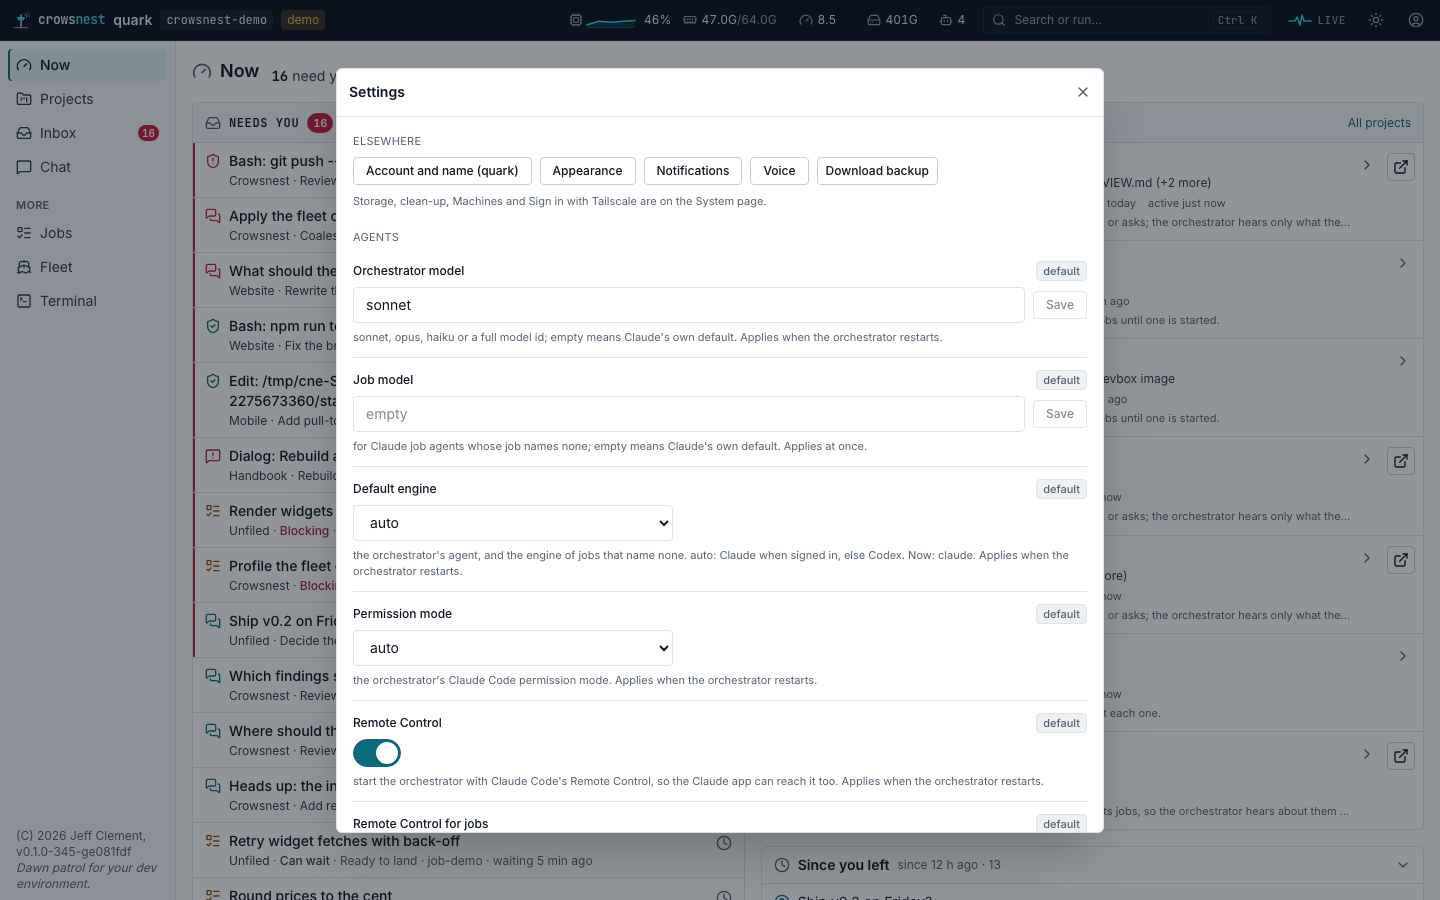 crowsnest quark crowsnest-demo demo 46% 47.0G/64.0G 8.5 401G 4 Search or run... Ctrl K LIVE
Now
Projects
Inbox 16
Chat
MORE
Jobs
Fleet
Terminal
(C) 2026 Jeff Clement,
v0.1.0-345-ge081fdf
Dawn patrol for your dev
environment.
Now 16 need y
NEEDS YOU 16
Bash: git push --
Crowsnest · Review
Apply the fleet c
Crowsnest · Coales
What should the
Website · Rewrite t
Bash: npm run t
Website · Fix the br
Edit: /tmp/cne-S
2275673360/sta
Mobile · Add pull-to
Dialog: Rebuild a
Handbook · Rebuild
Render widgets
Unfiled · Blocking ·
Profile the fleet
Crowsnest · Blockin
Ship v0.2 on Frid
Unfiled · Decide the
Which findings s
Crowsnest · Review
Where should th
Crowsnest · Review
Heads up: the in
Crowsnest · Add re
Retry widget fetches with back-off
Unfiled · Can wait · Ready to land · job-demo · waiting 5 min ago
Round prices to the cent
Settings
ELSEWHERE
Account and name (quark) Appearance Notifications Voice Download backup
Storage, clean-up, Machines and Sign in with Tailscale are on the System page.
AGENTS
Orchestrator model default
sonnet Save
sonnet, opus, haiku or a full model id; empty means Claude's own default. Applies when the orchestrator restarts.
Job model default
empty Save
for Claude job agents whose job names none; empty means Claude's own default. Applies at once.
Default engine default
auto
the orchestrator's agent, and the engine of jobs that name none. auto: Claude when signed in, else Codex. Now: claude. Applies when the
orchestrator restarts.
Permission mode default
auto
the orchestrator's Claude Code permission mode. Applies when the orchestrator restarts.
Remote Control default
start the orchestrator with Claude Code's Remote Control, so the Claude app can reach it too. Applies when the orchestrator restarts.
Remote Control for jobs default
All projects
VIEW.md (+2 more)
today active just now
or asks; the orchestrator hears only what the...
ago
bs until one is started.
evbox image
ago
bs until one is started.
now
or asks; the orchestrator hears only what the...
ore)
now
or asks; the orchestrator hears only what the...
now
t each one.
ts jobs, so the orchestrator hears about them ...
Since you left since 12 h ago · 13
Ship v0.2 on Friday?